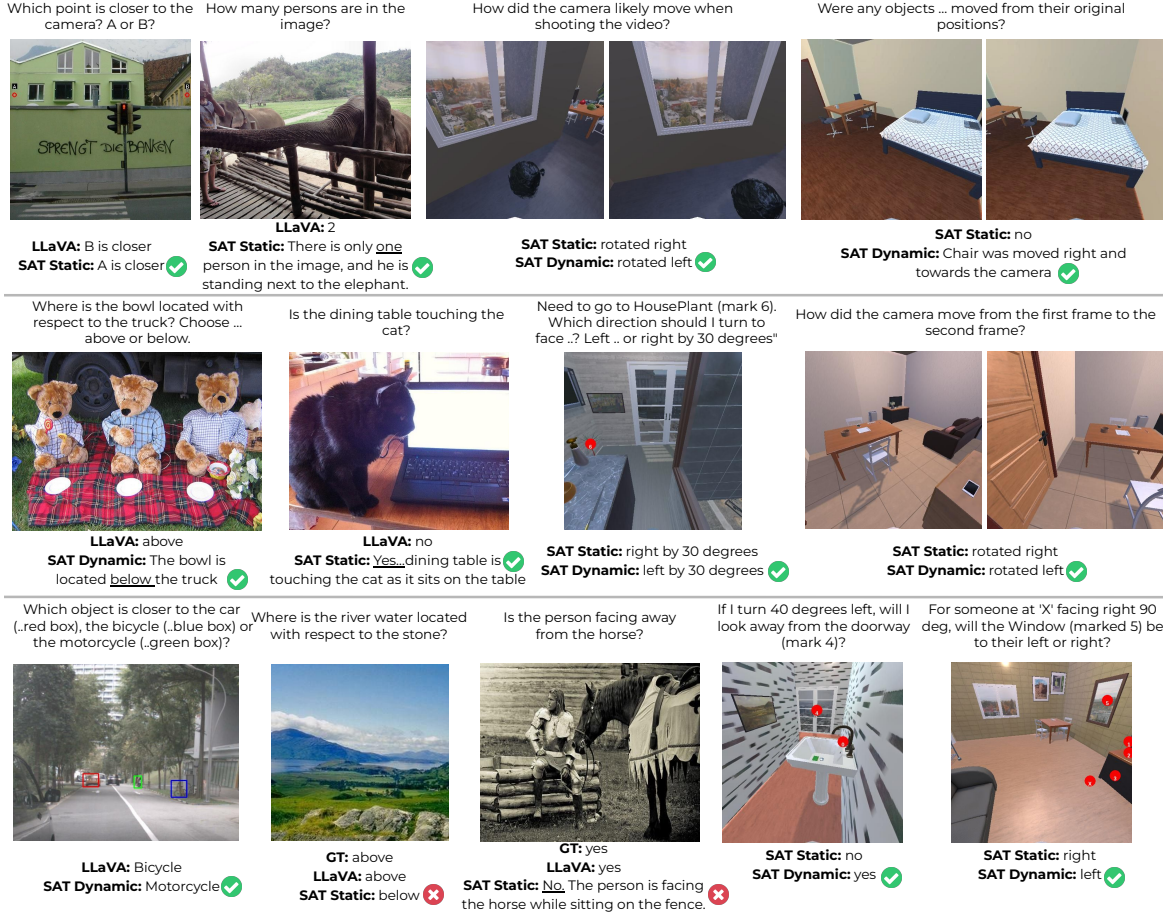 Which point is closer to the
camera? A or B?
How many persons are in the
image?
How did the camera likely move when
shooting the video?
Were any objects ... moved from their original
positions?
A
B
SPRENGT DIE BANKEN
LLaVA: B is closer
SAT Static: A is closer
LLaVA: 2
SAT Static: There is only one
person in the image, and he is
standing next to the elephant.
SAT Static: rotated right
SAT Dynamic: rotated left
SAT Static: no
SAT Dynamic: Chair was moved right and
towards the camera
Where is the bowl located with
respect to the truck? Choose ...
above or below.
Is the dining table touching the
cat?
Need to go to HousePlant (mark 6).
Which direction should I turn to
face ..? Left .. or right by 30 degrees"
How did the camera move from the first frame to the
second frame?
LLaVA: above
SAT Dynamic: The bowl is
located below the truck
LLaVA: no
SAT Static: Yes...dining table is
touching the cat as it sits on the table
SAT Static: right by 30 degrees
SAT Dynamic: left by 30 degrees
SAT Static: rotated right
SAT Dynamic: rotated left
Which object is closer to the car
(..red box), the bicycle (..blue box) or
the motorcycle (..green box)?
Where is the river water located
with respect to the stone?
Is the person facing away
from the horse?
If I turn 40 degrees left, will I
look away from the doorway
(mark 4)?
For someone at 'X' facing right 90
deg, will the Window (marked 5) be
to their left or right?
4
5
LLaVA: Bicycle
SAT Dynamic: Motorcycle
GT: above
LLaVA: above
SAT Static: below
GT: yes
LLaVA: yes
SAT Static: No. The person is facing
the horse while sitting on the fence.
SAT Static: no
SAT Dynamic: yes
SAT Static: right
SAT Dynamic: left